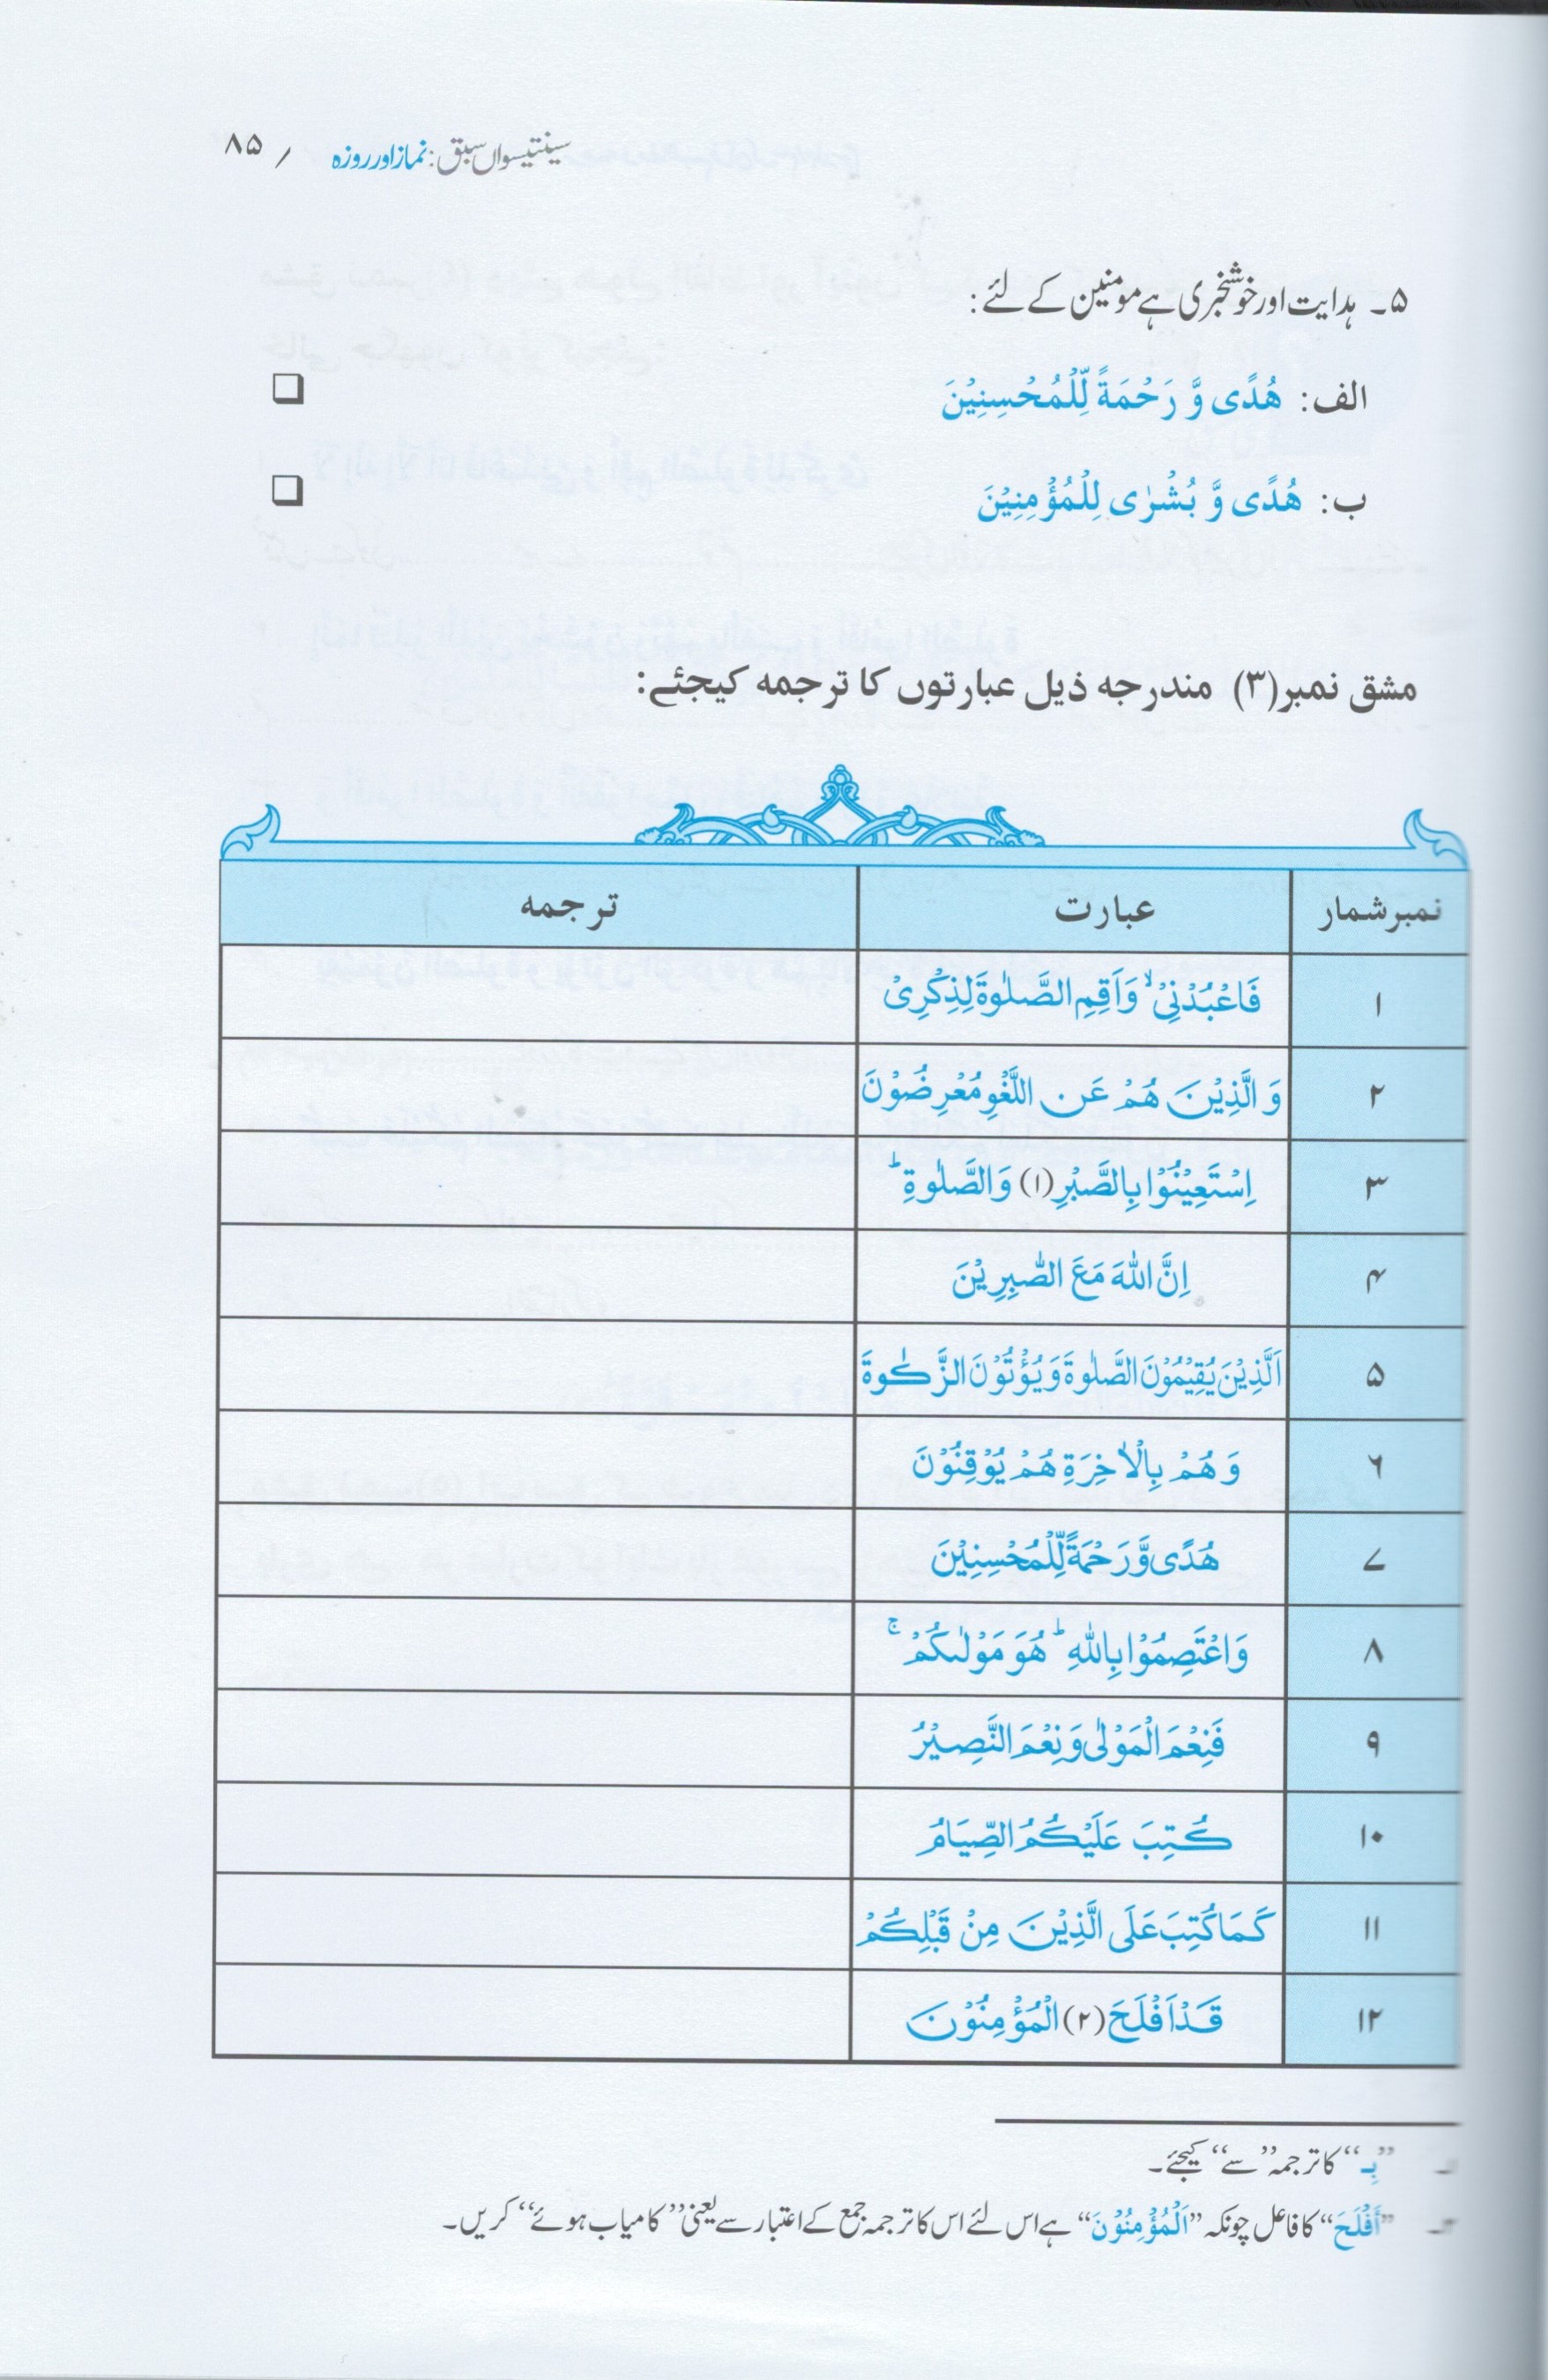 سینتیسواں سبق: نماز اور روزہ / ۸۵
۵۔ ہدایت اور خوشخبری ہے مومنین کے لئے:
الف: هُدًى وَّ رَحْمَةً لِّلْمُحْسِنِيْنَ ❑
ب: هُدًى وَّ بُشْرٰى لِلْمُؤْمِنِيْنَ ❑
مشق نمبر(۳) مندرجہ ذیل عبارتوں کا ترجمہ کیجئے:
نمبرشمار عبارت ترجمہ
۱ فَاعْبُدْنِيْ ۙ وَاَقِمِ الصَّلٰوةَ لِذِكْرِيْ
۲ وَ الَّذِيْنَ هُمْ عَنِ اللَّغْوِ مُعْرِضُوْنَ
۳ اِسْتَعِيْنُوْا بِالصَّبْرِ(۱) وَالصَّلٰوةِ ؕ
۴ اِنَّ اللّٰهَ مَعَ الصّٰبِرِيْنَ
۵ اَلَّذِيْنَ يُقِيْمُوْنَ الصَّلٰوةَ وَيُؤْتُوْنَ الزَّكٰوةَ
۶ وَ هُمْ بِالْاٰخِرَةِ هُمْ يُوْقِنُوْنَ
۷ هُدًى وَّرَحْمَةً لِّلْمُحْسِنِيْنَ
۸ وَاعْتَصِمُوْا بِاللّٰهِ ؕ هُوَ مَوْلٰىكُمْ ۚ
۹ فَنِعْمَ الْمَوْلٰى وَنِعْمَ النَّصِيْرُ
۱۰ كُتِبَ عَلَيْكُمُ الصِّيَامُ
۱۱ كَمَا كُتِبَ عَلَى الَّذِيْنَ مِنْ قَبْلِكُمْ
۱۲ قَدْ اَفْلَحَ(۲) الْمُؤْمِنُوْنَ
۱۔ ”بِـ“ کا ترجمہ ”سے“ کیجئے۔
۲۔ ”أَفْلَحَ“ کا فاعل چونکہ ”اَلْمُؤْمِنُوْنَ“ ہے اس لئے اس کا ترجمہ جمع کے اعتبار سے یعنی ”کامیاب ہوئے“ کریں۔